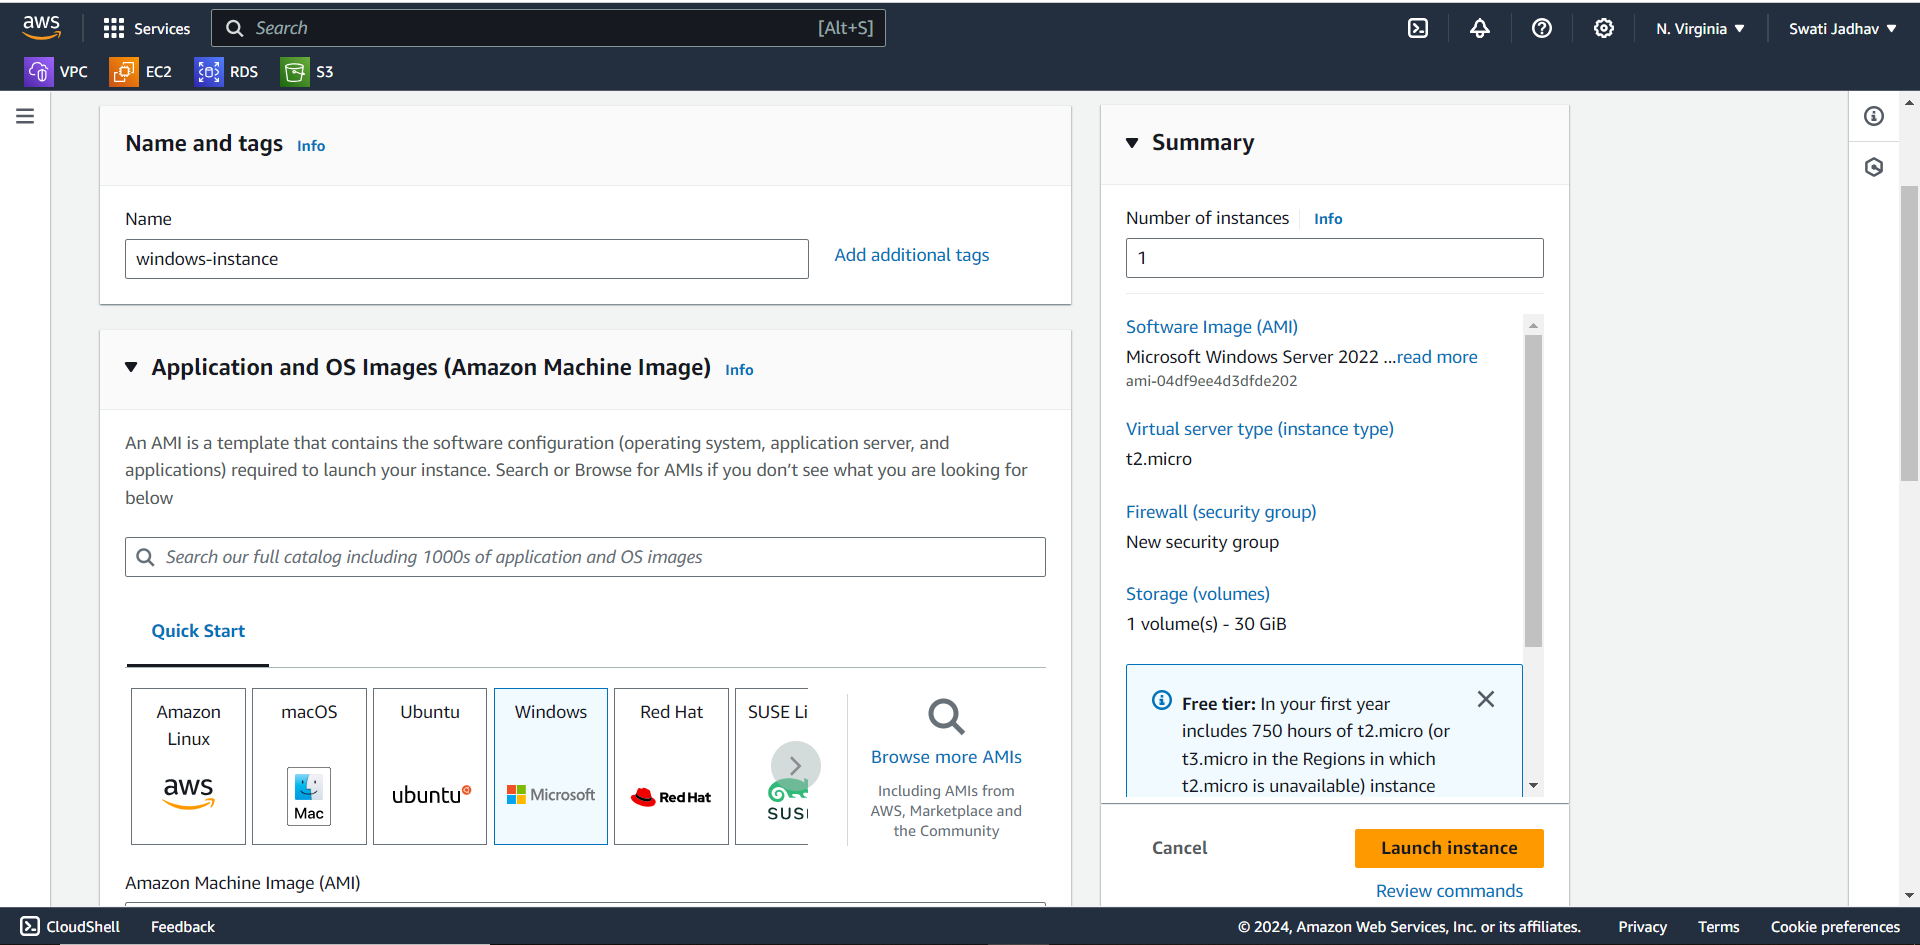 aws
Services
Search [Alt+S]
N. Virginia
Swati Jadhav
VPC
EC2
RDS
S3
Name and tags Info
Name
windows-instance
Add additional tags
Application and OS Images (Amazon Machine Image) Info
An AMI is a template that contains the software configuration (operating system, application server, and
applications) required to launch your instance. Search or Browse for AMIs if you don’t see what you are looking for
below
Search our full catalog including 1000s of application and OS images
Quick Start
Amazon
Linux
aws
macOS
Mac
Ubuntu
ubuntu
Windows
Microsoft
Red Hat
Red Hat
SUSE Li
SUS
Browse more AMIs
Including AMIs from
AWS, Marketplace and
the Community
Amazon Machine Image (AMI)
Summary
Number of instances Info
1
Software Image (AMI)
Microsoft Windows Server 2022 ...read more
ami-04df9ee4d3dfde202
Virtual server type (instance type)
t2.micro
Firewall (security group)
New security group
Storage (volumes)
1 volume(s) - 30 GiB
Free tier: In your first year
includes 750 hours of t2.micro (or
t3.micro in the Regions in which
t2.micro is unavailable) instance
Cancel
Launch instance
Review commands
CloudShell
Feedback
© 2024, Amazon Web Services, Inc. or its affiliates.
Privacy
Terms
Cookie preferences